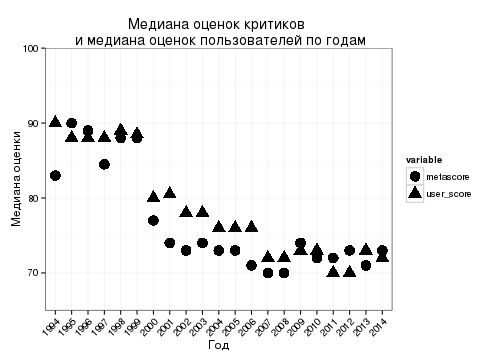 Медиана оценок критиков
и медиана оценок пользователей по годам
100
90
80
70
Медиана оценки
1994 1995 1996 1997 1998 1999 2000 2001 2002 2003 2004 2005 2006 2007 2008 2009 2010 2011 2012 2013 2014
Год
variable
metascore
user_score